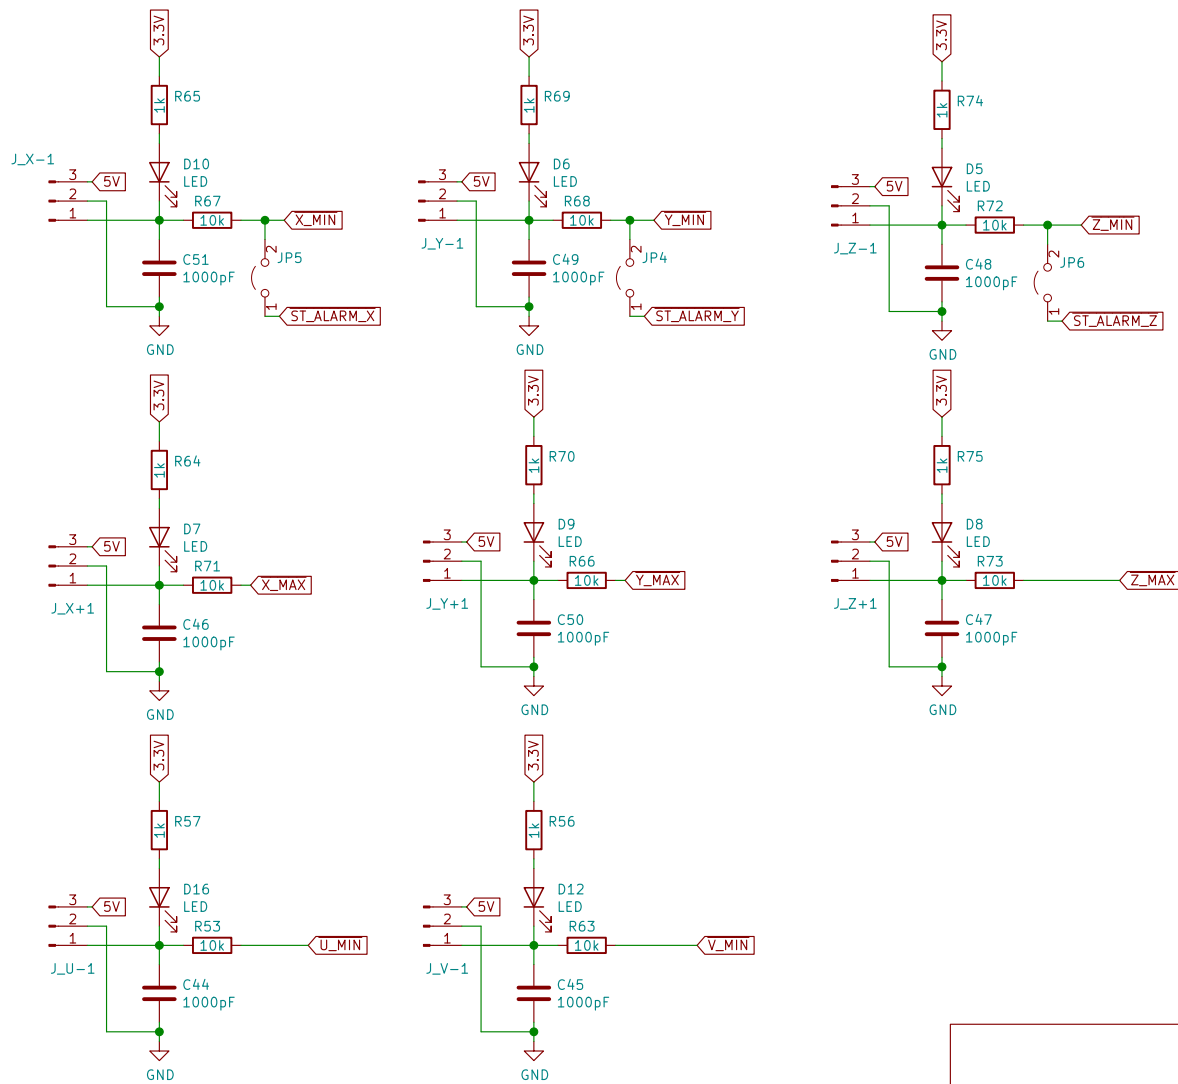 3.3V
R65
1k
J_X-1
D10
LED
3
5V
2
1
R67
10k
X_MIN
C51
1000pF
2
JP5
1
ST_ALARM_X
GND
3.3V
R69
1k
D6
LED
3
5V
2
1
R68
10k
Y_MIN
J_Y-1
C49
1000pF
2
JP4
1
ST_ALARM_Y
GND
3.3V
R74
1k
D5
LED
3
5V
2
1
R72
10k
Z_MIN
J_Z-1
C48
1000pF
2
JP6
1
ST_ALARM_Z
GND
3.3V
R64
1k
D7
LED
3
5V
2
1
R71
10k
X_MAX
J_X+1
C46
1000pF
GND
3.3V
R70
1k
D9
LED
3
5V
2
1
R66
10k
Y_MAX
J_Y+1
C50
1000pF
GND
3.3V
R75
1k
D8
LED
3
5V
2
1
R73
10k
Z_MAX
J_Z+1
C47
1000pF
GND
3.3V
R57
1k
D16
LED
3
5V
2
1
R53
10k
U_MIN
J_U-1
C44
1000pF
GND
3.3V
R56
1k
D12
LED
3
5V
2
1
R63
10k
V_MIN
J_V-1
C45
1000pF
GND